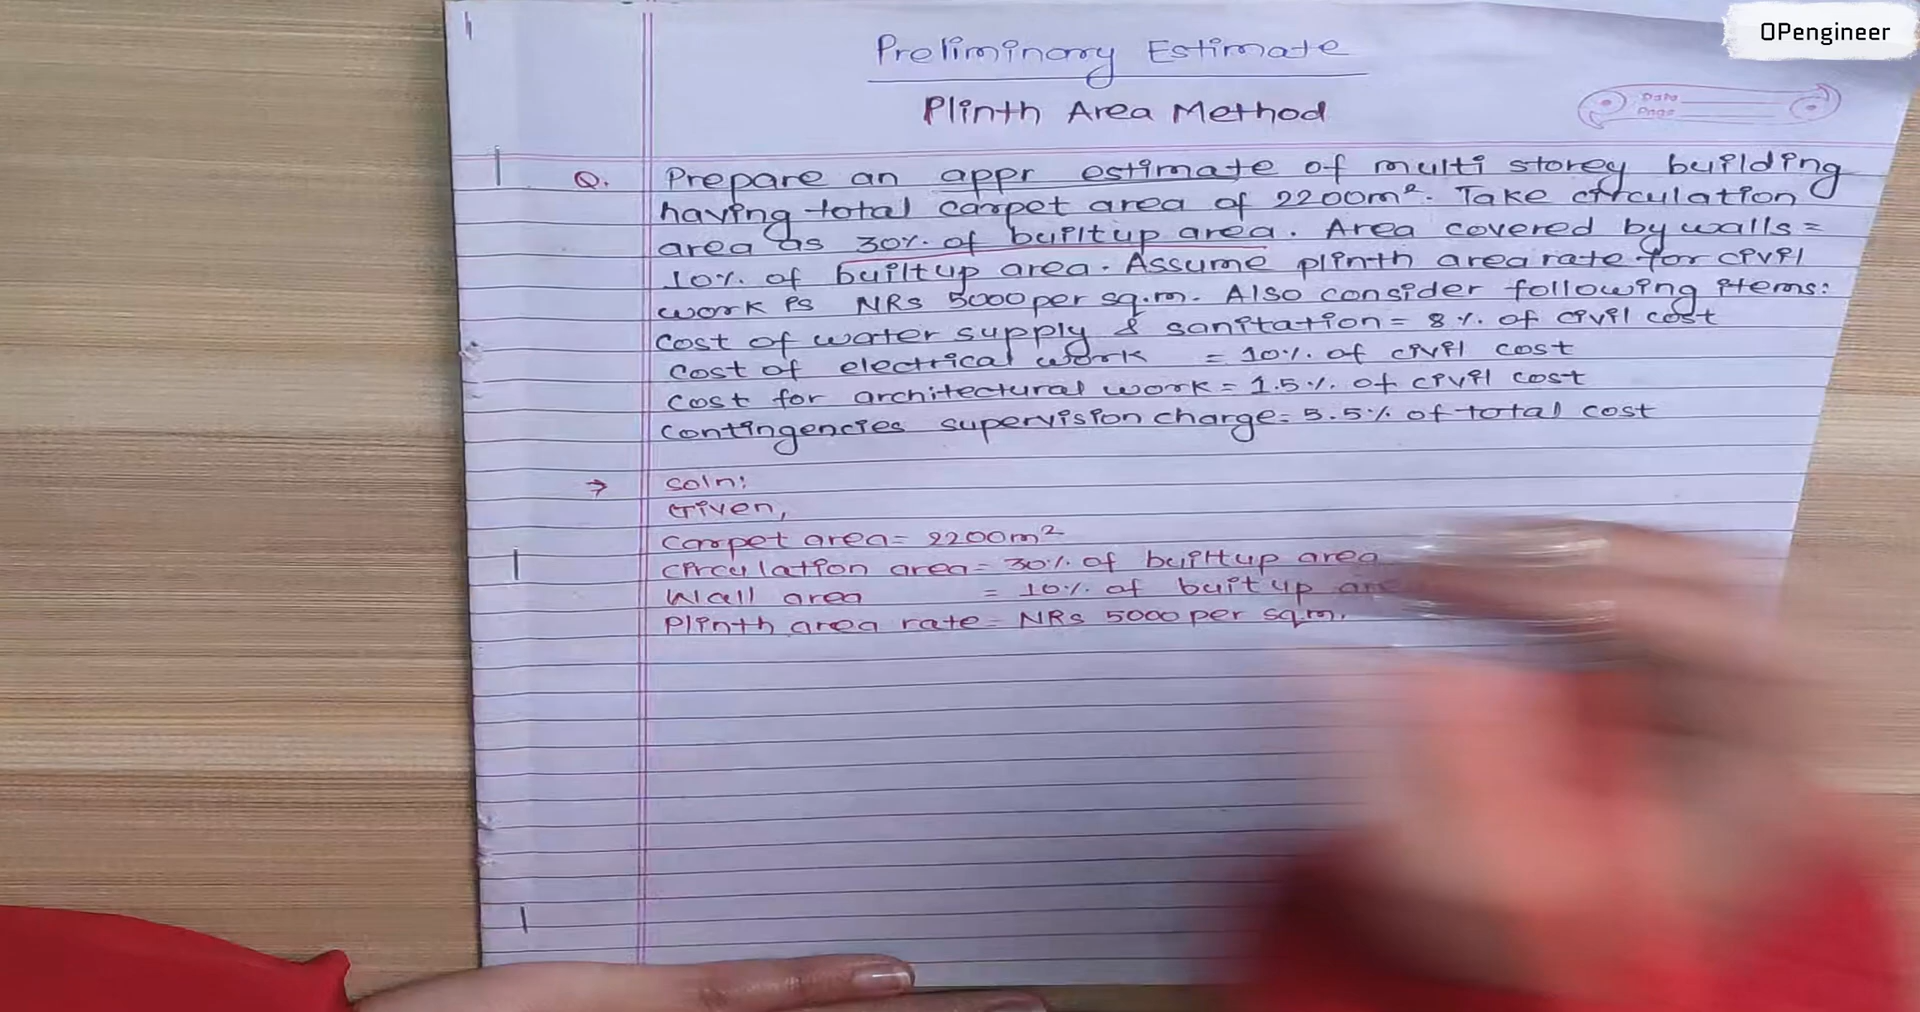 OPengineer
Preliminary Estimate
Plinth Area Method
Date
Page
Q. Prepare an appr estimate of multi storey building
having total carpet area of 2200m². Take circulation
area as 30% of builtup area. Area covered by walls =
10% of builtup area. Assume plinth area rate for civil
work is NRs 5000 per sq.m. Also consider following items:
cost of water supply & sanitation = 8% of civil cost
cost of electrical work = 10% of civil cost
cost for architectural work = 1.5% of civil cost
contingencies supervision charge = 5.5% of total cost
→ soln:
Given,
carpet area = 2200m²
circulation area = 30% of builtup area
Wall area = 10% of buit up
Plinth area rate = NRs 5000 per sq.m.